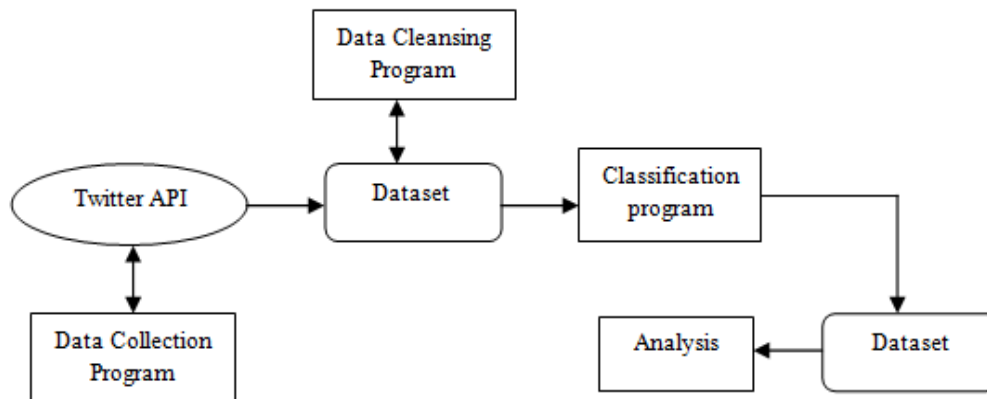 Data Cleansing
Program
Twitter API
Dataset
Classification
program
Data Collection
Program
Analysis
Dataset